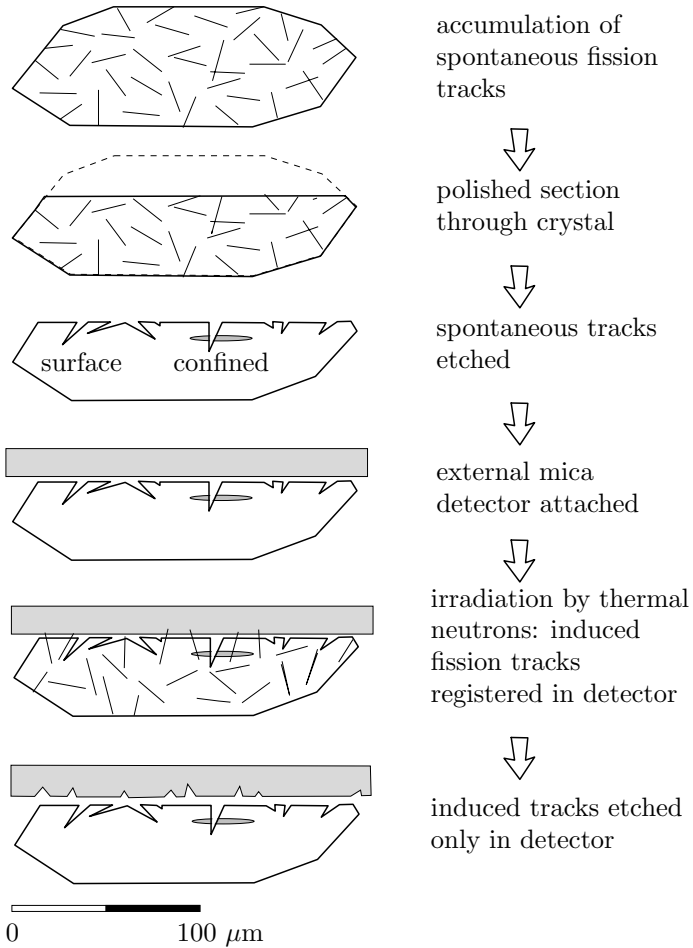 accumulation of
spontaneous fission
tracks
polished section
through crystal
spontaneous tracks
etched
surface confined
external mica
detector attached
irradiation by thermal
neutrons: induced
fission tracks
registered in detector
induced tracks etched
only in detector
0 100 μm